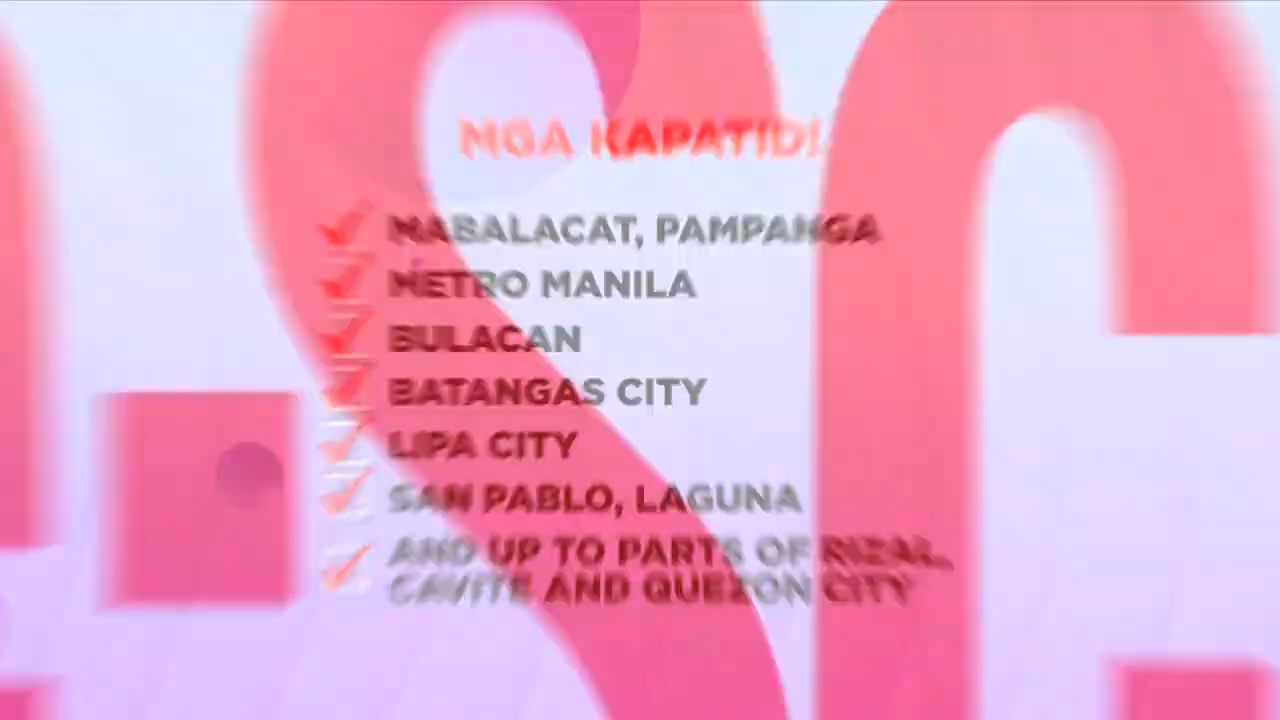 MGA KAPATID!
MABALACAT, PAMPANGA
METRO MANILA
BULACAN
BATANGAS CITY
LIPA CITY
SAN PABLO, LAGUNA
AND UP TO PARTS OF RIZAL,
CAVITE AND QUEZON CITY